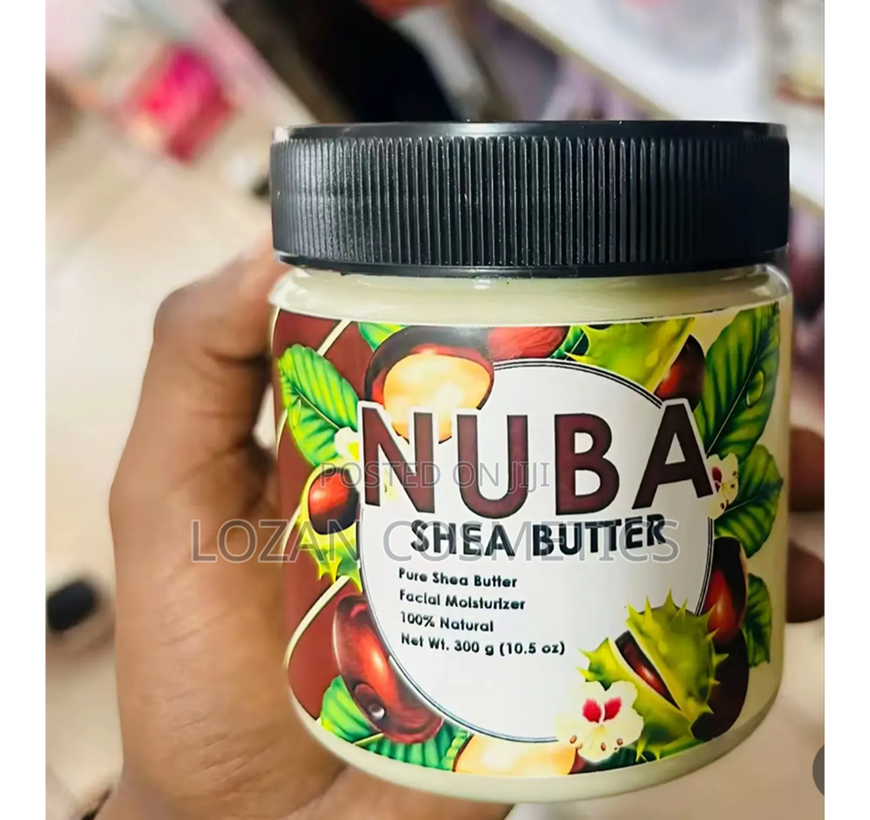 NUBA
POSTED ON JIJI
LOZAN COSMETICS
SHEA BUTTER
Pure Shea Butter
Facial Moisturizer
100% Natural
Net Wt. 300 g (10.5 oz)